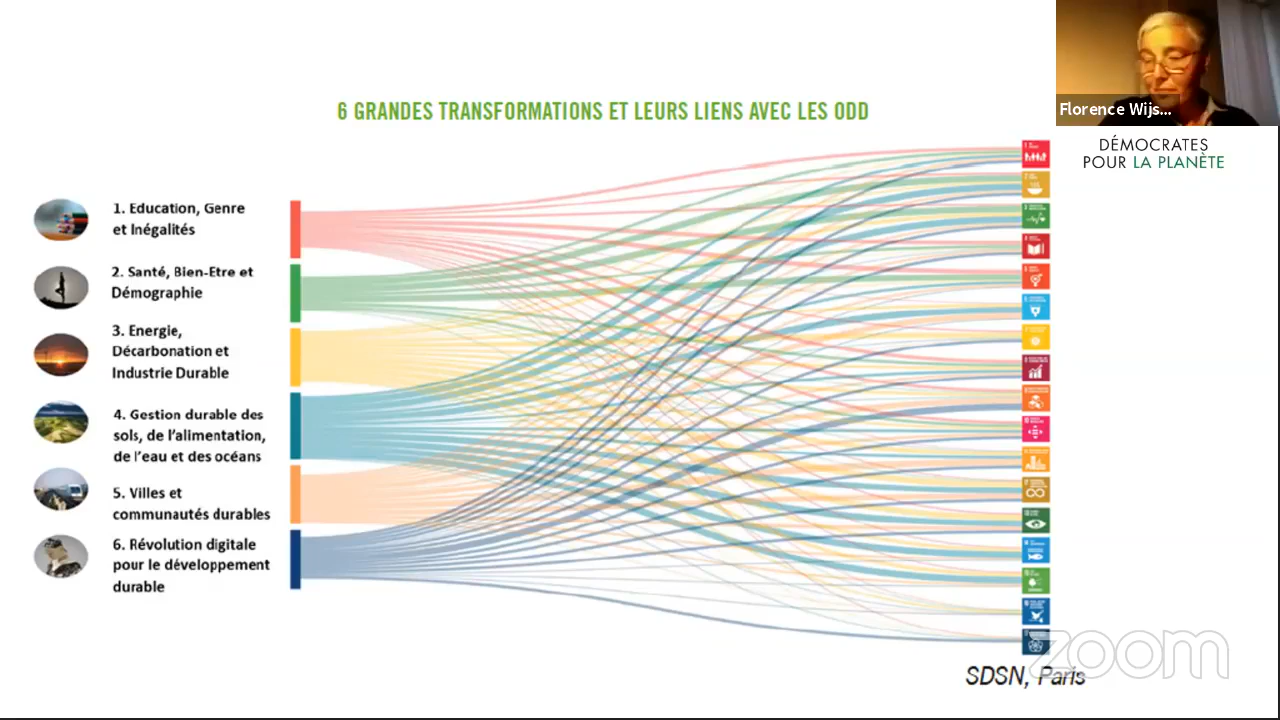 6 GRANDES TRANSFORMATIONS ET LEURS LIENS AVEC LES ODD
Florence Wijs...
DÉMOCRATES
POUR LA PLANÈTE
1. Education, Genre
et Inégalités
2. Santé, Bien-Etre et
Démographie
3. Energie,
Décarbonation et
Industrie Durable
4. Gestion durable des
sols, de l'alimentation,
de l'eau et des océans
5. Villes et
communautés durables
6. Révolution digitale
pour le développement
durable
zoom
SDSN, Paris